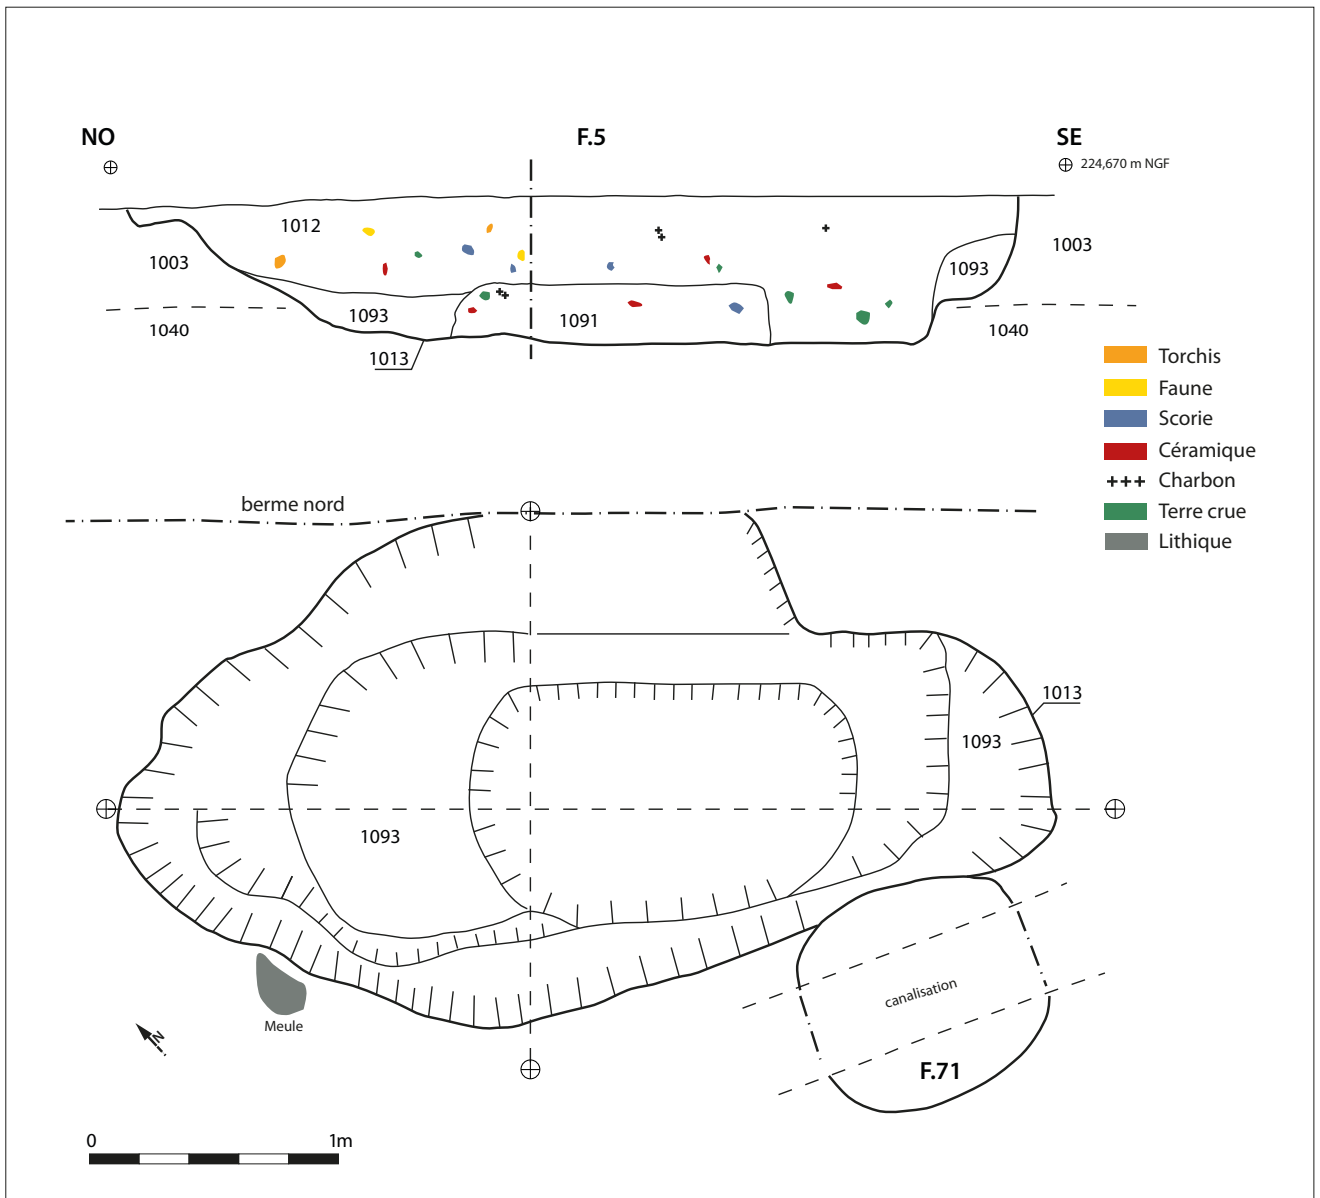 NO F.5 SE
224,670 m NGF
1012
1003 1003
1093
1093 1091
1040 1040
1013
Torchis
Faune
Scorie
Céramique
+++ Charbon
Terre crue
Lithique
berme nord
1013
1093
1093
canalisation
Meule
N
F.71
0 1m